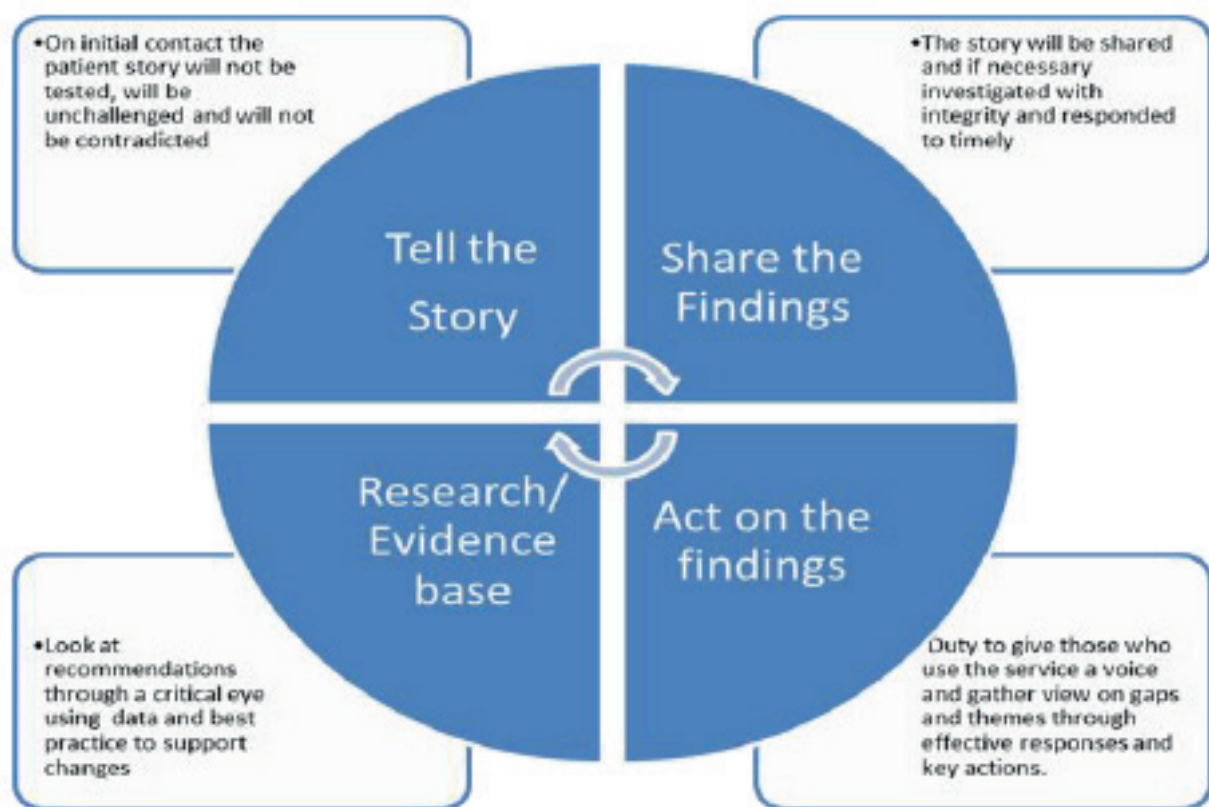 •On initial contact the
patient story will not be
tested, will be
unchallenged and will not
be contradicted
•The story will be shared
and if necessary
investigated with
integrity and responded
to timely
Tell the
Story
Share the
Findings
Research/
Evidence
base
Act on the
findings
•Look at
recommendations
through a critical eye
using data and best
practice to support
changes
Duty to give those who
use the service a voice
and gather view on gaps
and themes through
effective responses and
key actions.